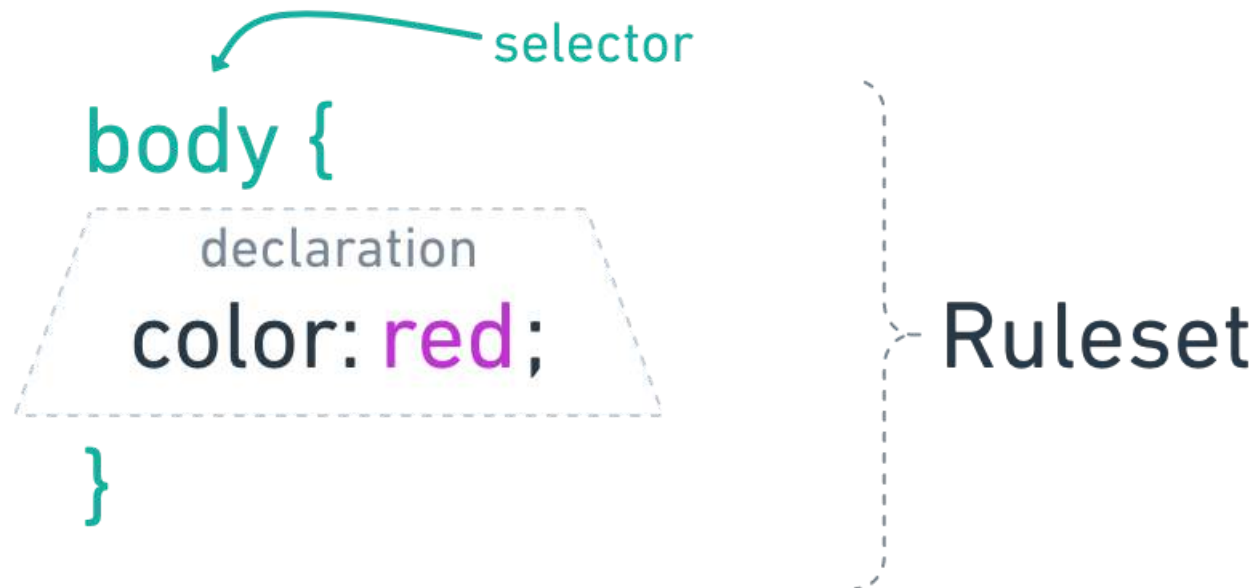 selector
body {
declaration
color: red;
Ruleset
}